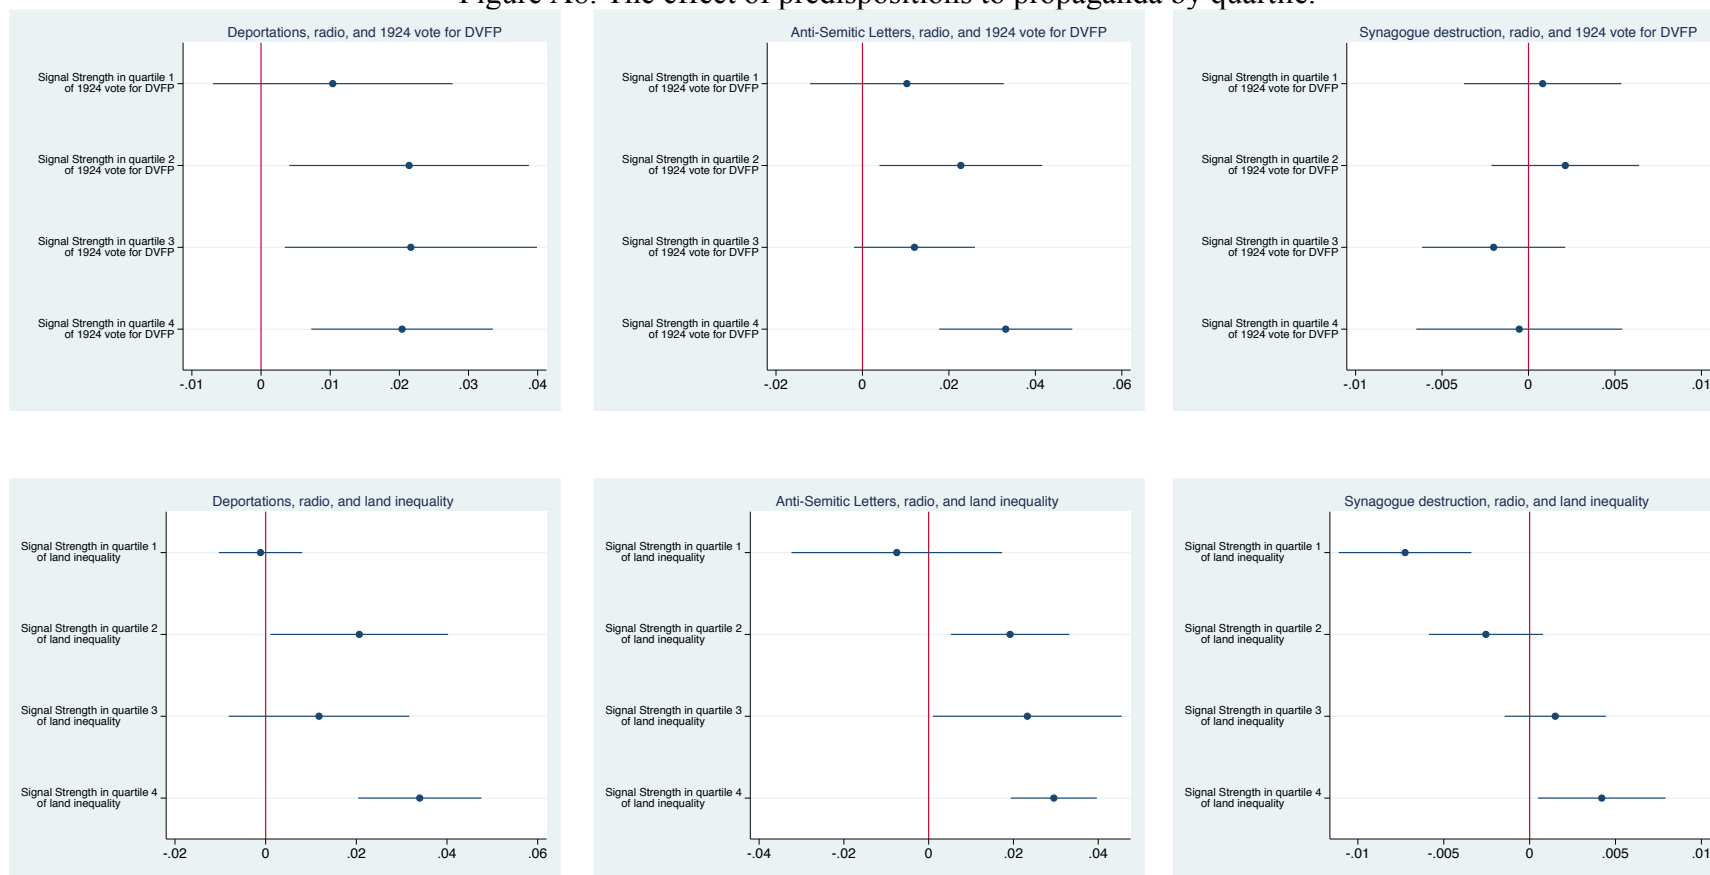 Figure A6: The effect of predispositions to propaganda by quartile.
Deportations, radio, and 1924 vote for DVFP
Signal Strength in quartile 1
of 1924 vote for DVFP
Signal Strength in quartile 2
of 1924 vote for DVFP
Signal Strength in quartile 3
of 1924 vote for DVFP
Signal Strength in quartile 4
of 1924 vote for DVFP
-.01 0 .01 .02 .03 .04
Anti-Semitic Letters, radio, and 1924 vote for DVFP
Signal Strength in quartile 1
of 1924 vote for DVFP
Signal Strength in quartile 2
of 1924 vote for DVFP
Signal Strength in quartile 3
of 1924 vote for DVFP
Signal Strength in quartile 4
of 1924 vote for DVFP
-.02 0 .02 .04 .06
Synagogue destruction, radio, and 1924 vote for DVFP
Signal Strength in quartile 1
of 1924 vote for DVFP
Signal Strength in quartile 2
of 1924 vote for DVFP
Signal Strength in quartile 3
of 1924 vote for DVFP
Signal Strength in quartile 4
of 1924 vote for DVFP
-.01 -.005 0 .005 .01
Deportations, radio, and land inequality
Signal Strength in quartile 1
of land inequality
Signal Strength in quartile 2
of land inequality
Signal Strength in quartile 3
of land inequality
Signal Strength in quartile 4
of land inequality
-.02 0 .02 .04 .06
Anti-Semitic Letters, radio, and land inequality
Signal Strength in quartile 1
of land inequality
Signal Strength in quartile 2
of land inequality
Signal Strength in quartile 3
of land inequality
Signal Strength in quartile 4
of land inequality
-.04 -.02 0 .02 .04
Synagogue destruction, radio, and land inequality
Signal Strength in quartile 1
of land inequality
Signal Strength in quartile 2
of land inequality
Signal Strength in quartile 3
of land inequality
Signal Strength in quartile 4
of land inequality
-.01 -.005 0 .005 .01